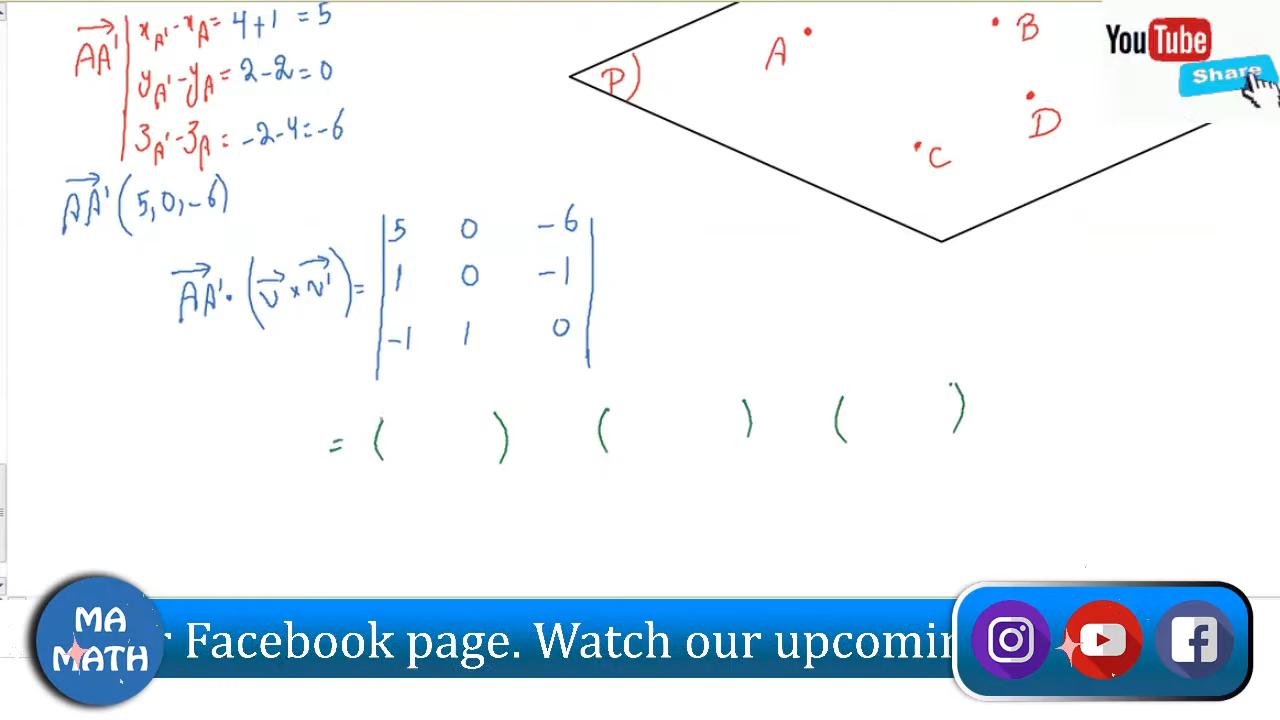 AA' | x_A' - x_A = 4+1 = 5
y_A' - y_A = 2-2 = 0
3_A' - 3_A = -2-4 = -6
AA' (5, 0, -6)
AA' . (v × v') = | 5 0 -6 |
| 1 0 -1 |
| -1 1 0 |
= ( ) ( ) ( )
P)
A
B
D
C
YouTube
Share
MA
MATH
Facebook page. Watch our upcomin